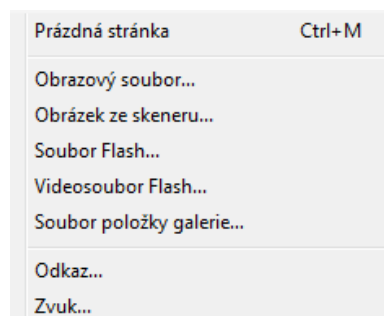 Prázdná stránka Ctrl+M
Obrazový soubor...
Obrázek ze skeneru...
Soubor Flash...
Videosoubor Flash...
Soubor položky galerie...
Odkaz...
Zvuk...